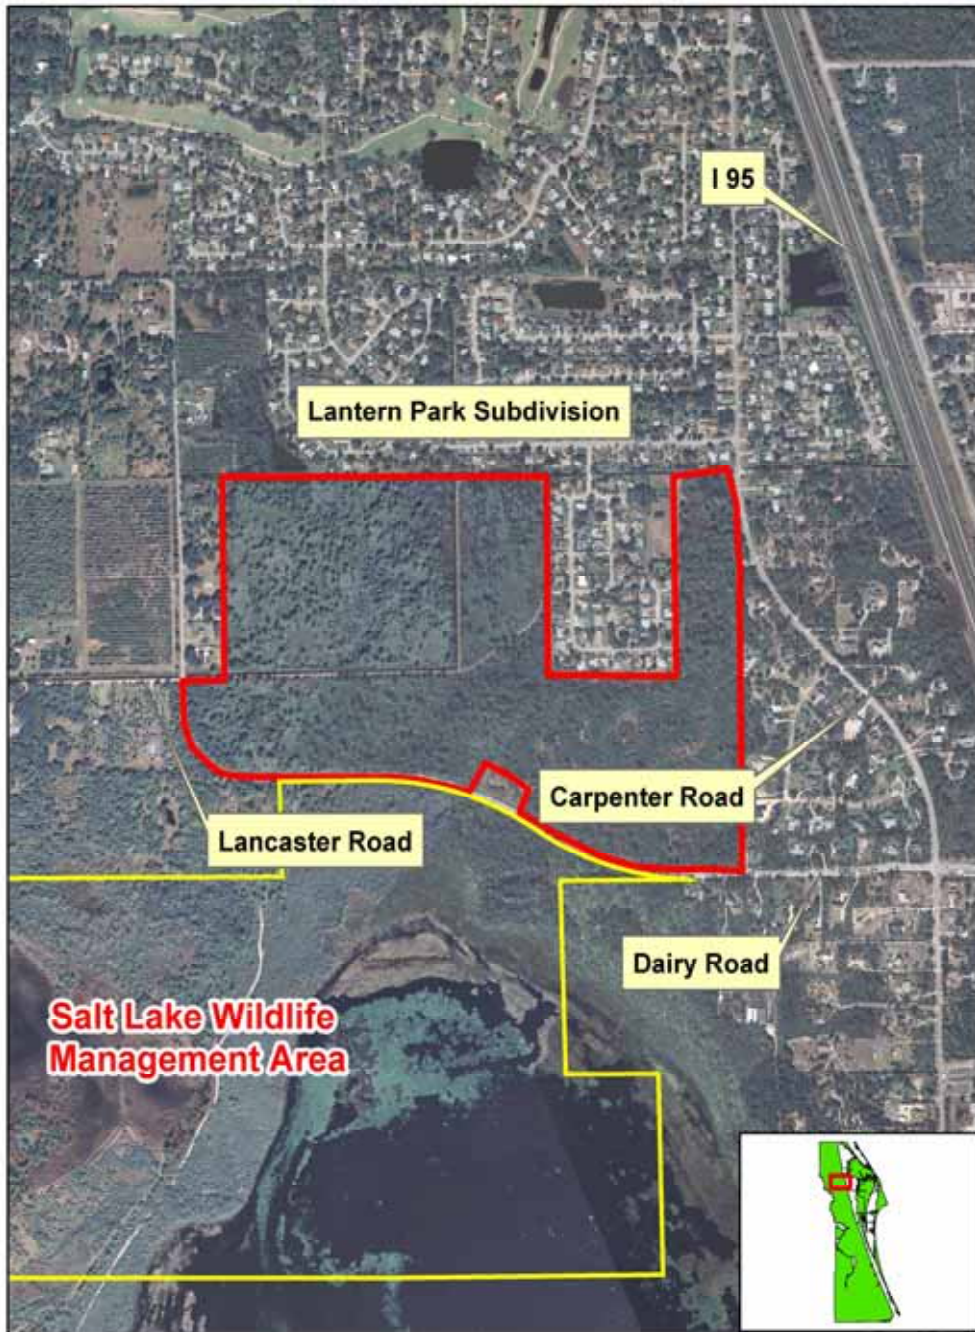 I 95
Lantern Park Subdivision
Carpenter Road
Lancaster Road
Dairy Road
Salt Lake Wildlife
Management Area